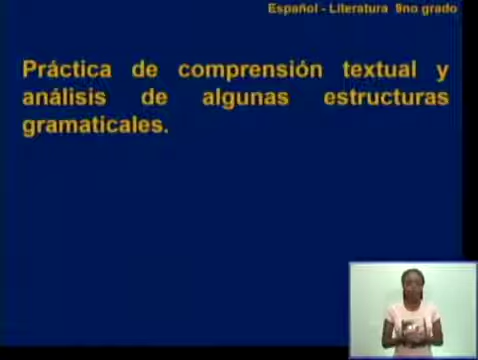 Español - Literatura 9no grado
Práctica de comprensión textual y
análisis de algunas estructuras
gramaticales.